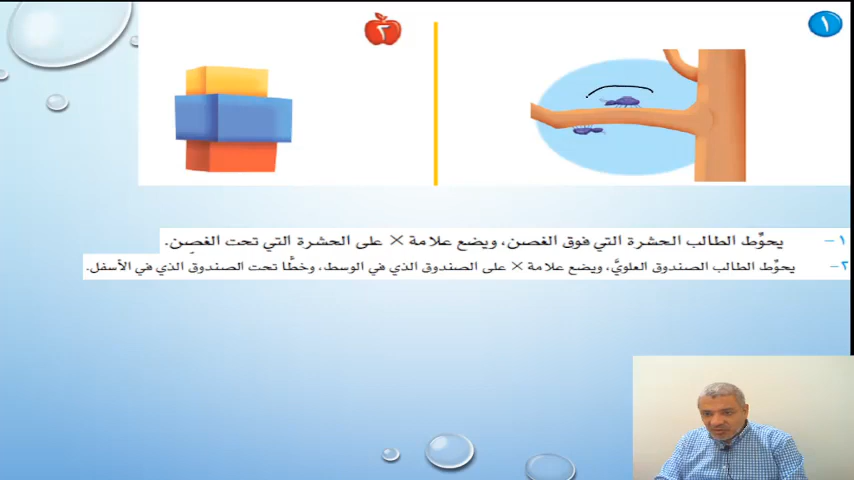 ١
٢
١- يحوِّط الطالب الحشرة التي فوق الغصن، ويضع علامة × على الحشرة التي تحت الغصن.
٢- يحوِّط الطالب الصندوق العلويَّ، ويضع علامة × على الصندوق الذي في الوسط، وخطًّا تحت الصندوق الذي في الأسفل.